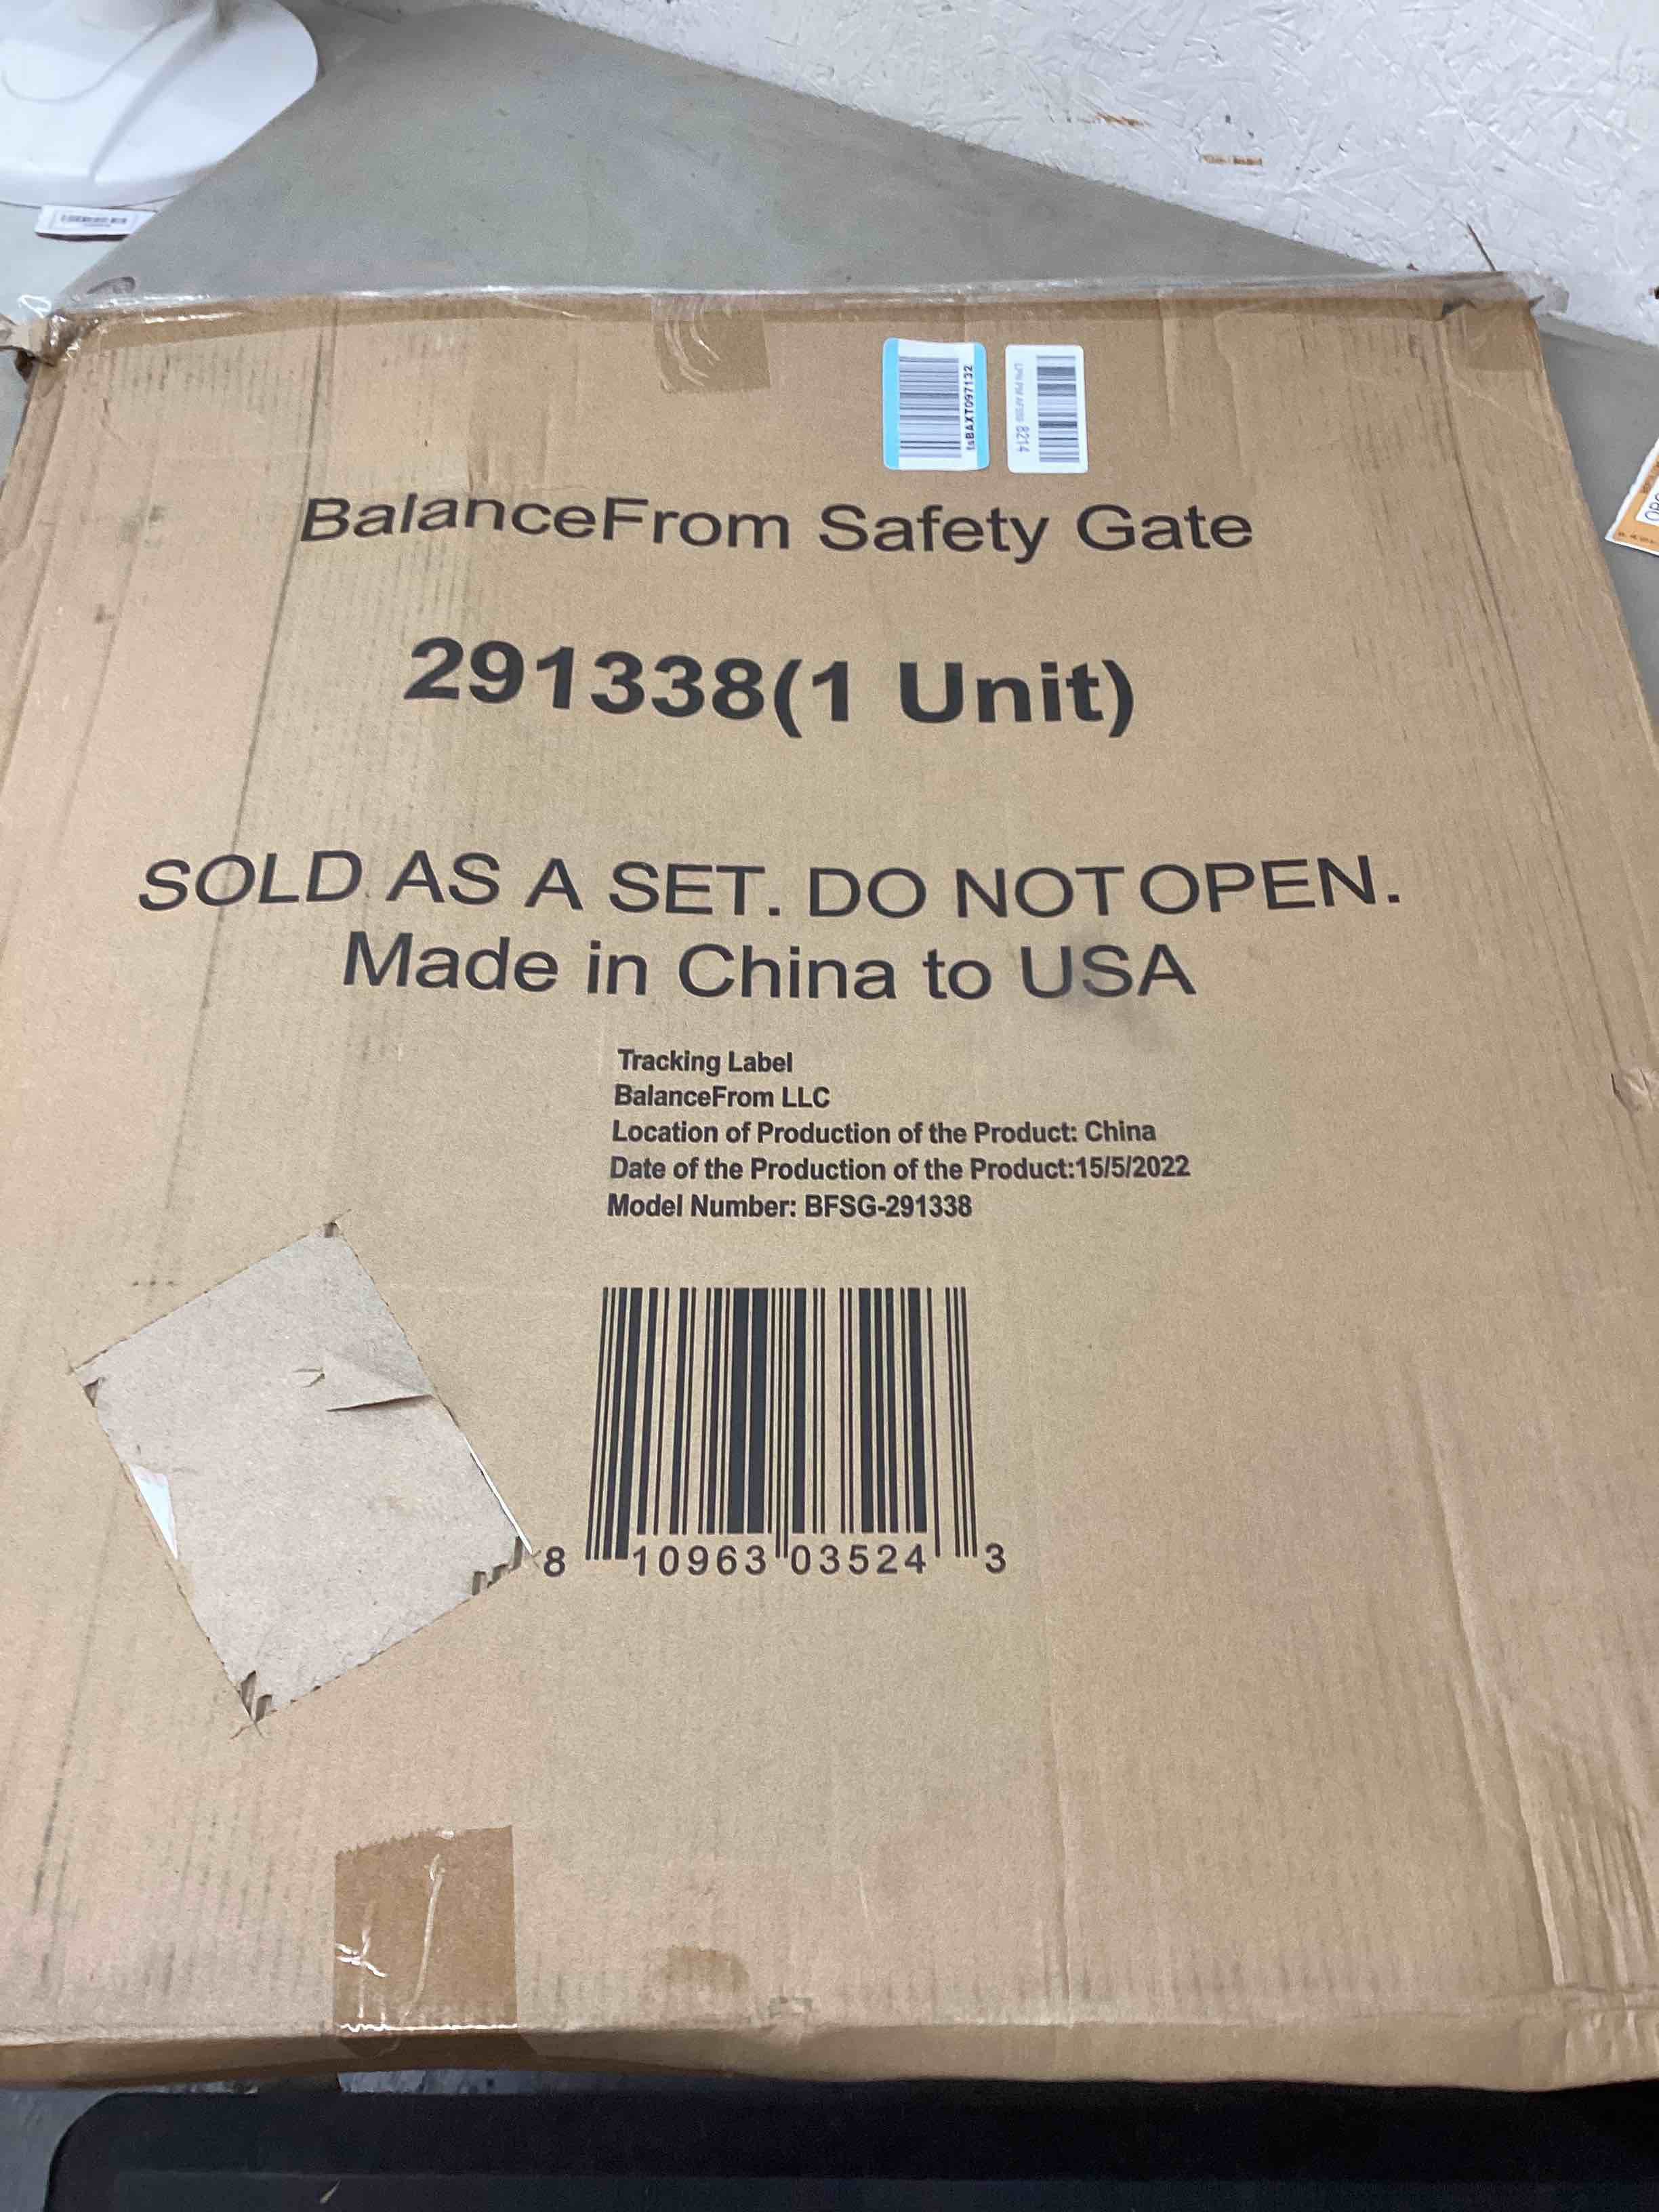 tsBAXT097132
8214
BalanceFrom Safety Gate
291338(1 Unit)
SOLD AS A SET. DO NOT OPEN.
Made in China to USA
Tracking Label
BalanceFrom LLC
Location of Production of the Product: China
Date of the Production of the Product:15/5/2022
Model Number: BFSG-291338
8 10963 03524 3